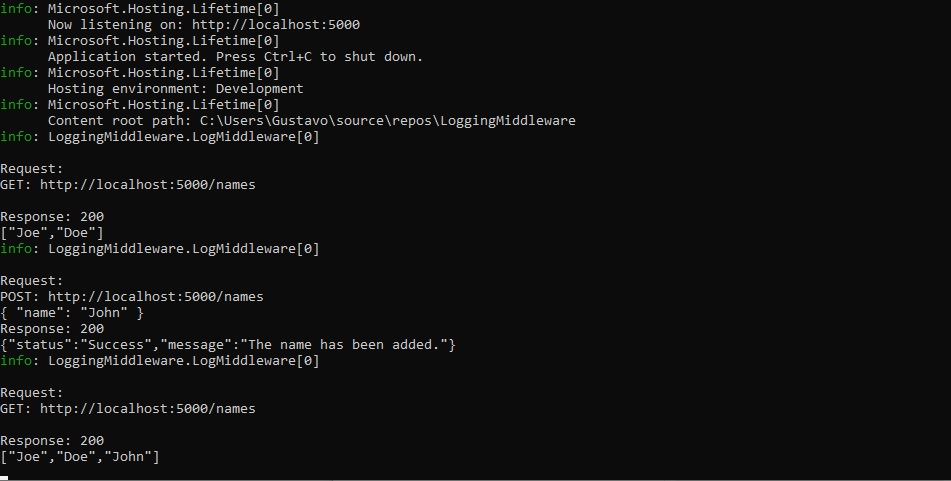 info: Microsoft.Hosting.Lifetime[0]
Now listening on: http://localhost:5000
info: Microsoft.Hosting.Lifetime[0]
Application started. Press Ctrl+C to shut down.
info: Microsoft.Hosting.Lifetime[0]
Hosting environment: Development
info: Microsoft.Hosting.Lifetime[0]
Content root path: C:\Users\Gustavo\source\repos\LoggingMiddleware
info: LoggingMiddleware.LogMiddleware[0]
Request:
GET: http://localhost:5000/names
Response: 200
["Joe","Doe"]
info: LoggingMiddleware.LogMiddleware[0]
Request:
POST: http://localhost:5000/names
{ "name": "John" }
Response: 200
{"status":"Success","message":"The name has been added."}
info: LoggingMiddleware.LogMiddleware[0]
Request:
GET: http://localhost:5000/names
Response: 200
["Joe","Doe","John"]